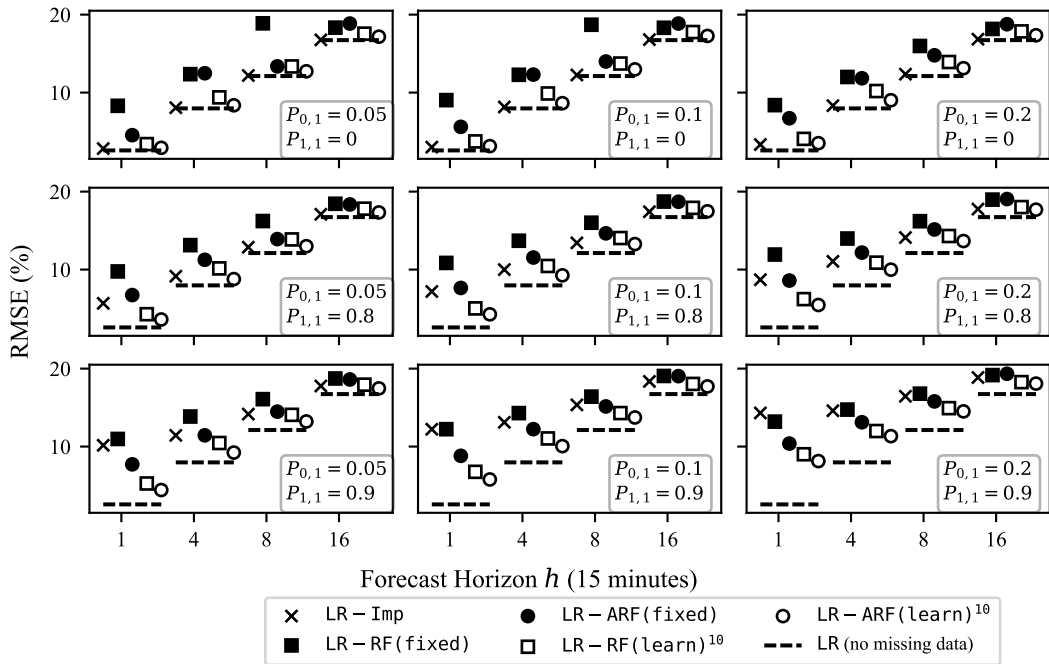 20
10
P0,1 = 0.05
P1,1 = 0
P0,1 = 0.1
P1,1 = 0
P0,1 = 0.2
P1,1 = 0
RMSE (%)
20
10
P0,1 = 0.05
P1,1 = 0.8
P0,1 = 0.1
P1,1 = 0.8
P0,1 = 0.2
P1,1 = 0.8
20
10
P0,1 = 0.05
P1,1 = 0.9
P0,1 = 0.1
P1,1 = 0.9
P0,1 = 0.2
P1,1 = 0.9
1 4 8 16
1 4 8 16
1 4 8 16
Forecast Horizon h (15 minutes)
LR−Imp
LR−ARF(fixed)
LR−ARF(learn)¹⁰
LR−RF(fixed)
LR−RF(learn)¹⁰
LR (no missing data)